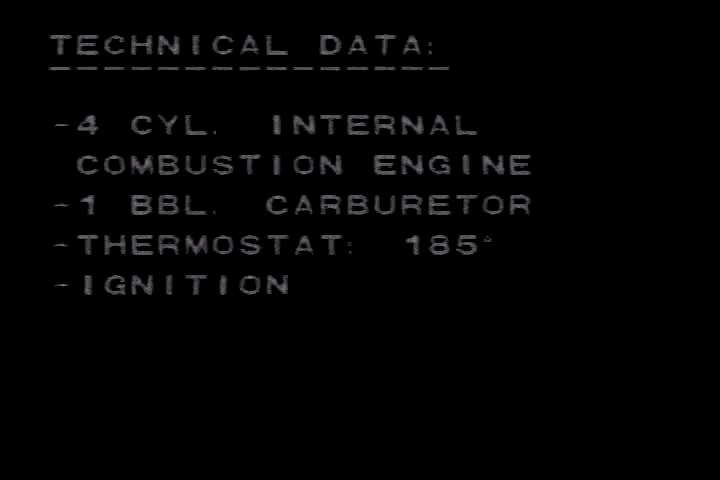 TECHNICAL DATA:
-4 CYL. INTERNAL
COMBUSTION ENGINE
-1 BBL. CARBURETOR
-THERMOSTAT: 185°
-IGNITION